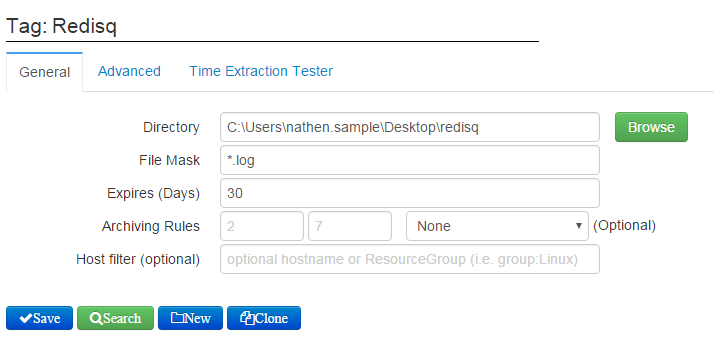 Tag: Redisq
General Advanced Time Extraction Tester
Directory C:\Users\nathen.sample\Desktop\redisq Browse
File Mask *.log
Expires (Days) 30
Archiving Rules 2 7 None (Optional)
Host filter (optional) optional hostname or ResourceGroup (i.e. group:Linux)
Save Search New Clone